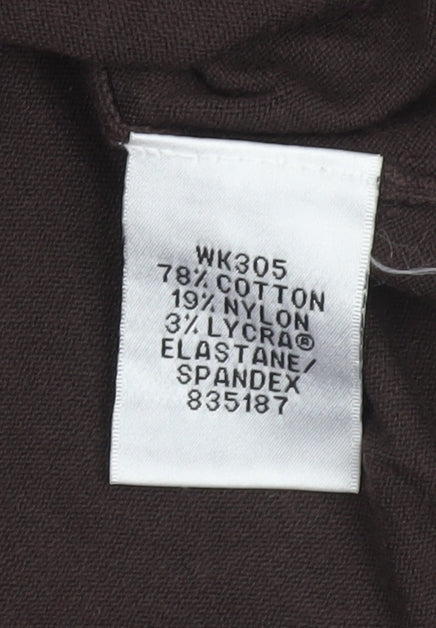 WK305
78% COTTON
19% NYLON
3% LYCRA®
ELASTANE/
SPANDEX
835187